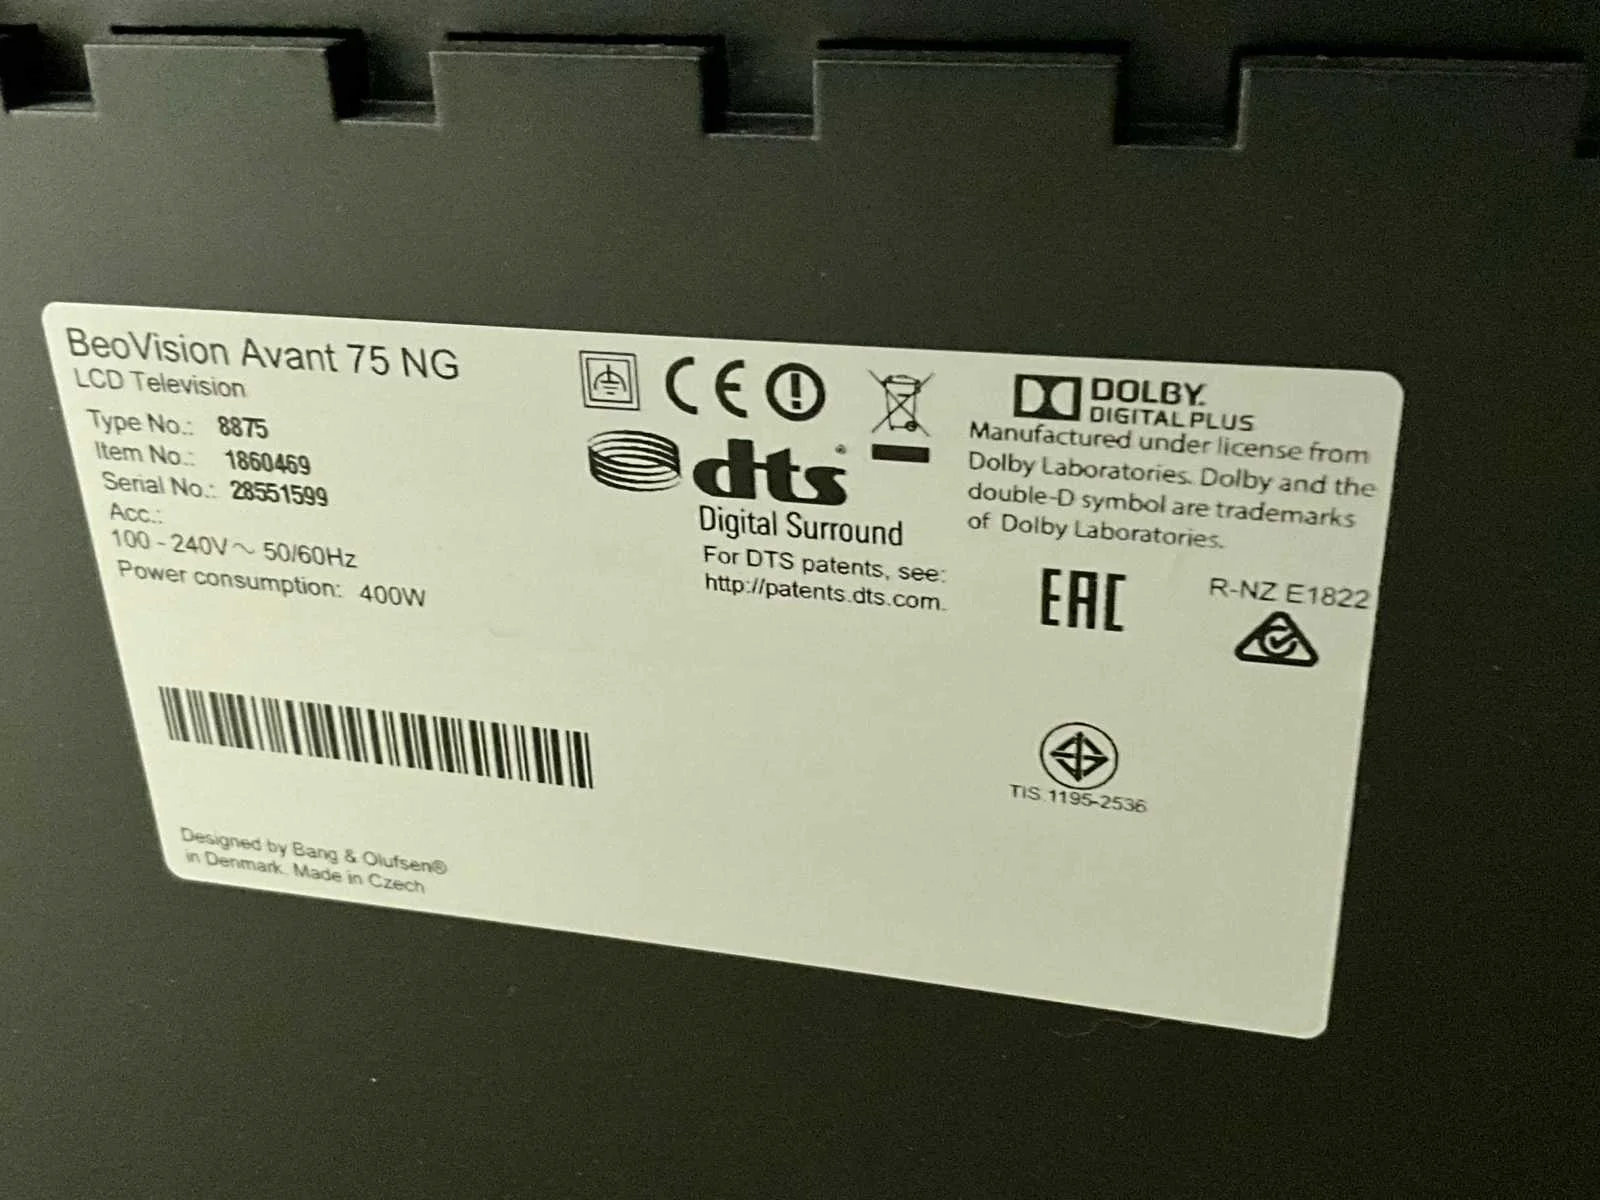 BeoVision Avant 75 NG
LCD Television
Type No.: 8875
Item No.: 1860469
Serial No.: 28551599
Acc.:
100 - 240V ~ 50/60Hz
Power consumption: 400W
Designed by Bang & Olufsen®
in Denmark. Made in Czech
CE
dts®
Digital Surround
For DTS patents, see:
http://patents.dts.com.
DOLBY.
DIGITAL PLUS
Manufactured under license from
Dolby Laboratories. Dolby and the
double-D symbol are trademarks
of Dolby Laboratories.
EAC
R-NZ E1822
TIS 1195-2536